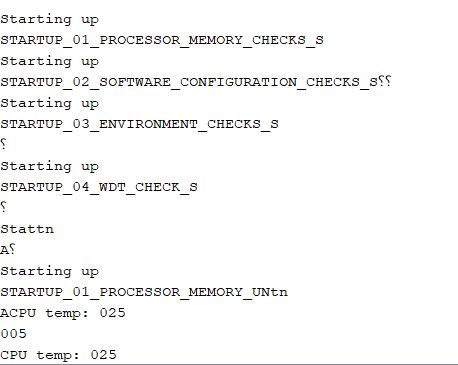 Starting up
STARTUP_01_PROCESSOR_MEMORY_CHECKS_S
Starting up
STARTUP_02_SOFTWARE_CONFIGURATION_CHECKS_S⸮⸮
Starting up
STARTUP_03_ENVIRONMENT_CHECKS_S
⸮
Starting up
STARTUP_04_WDT_CHECK_S
⸮
Stattn
A⸮
Starting up
STARTUP_01_PROCESSOR_MEMORY_UNtn
ACPU temp: 025
005
CPU temp: 025